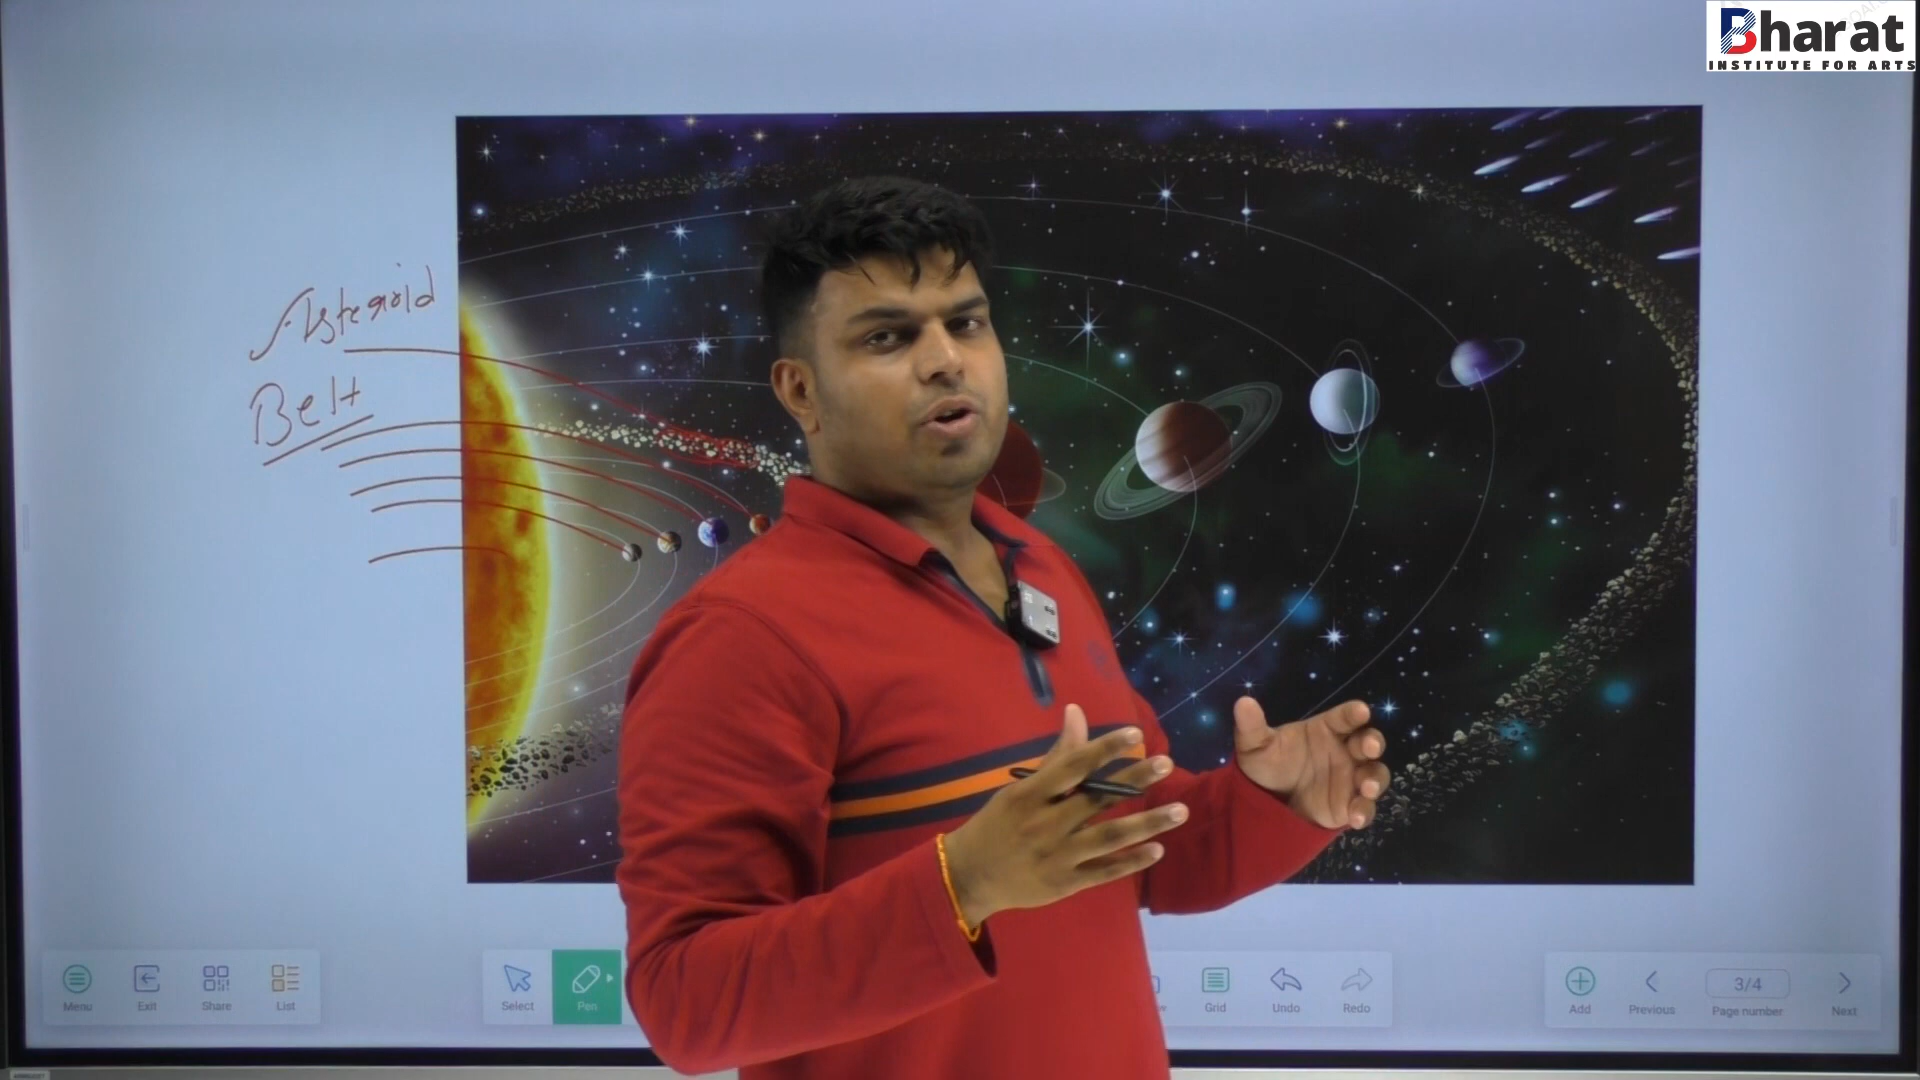 Bharat
INSTITUTE FOR ARTS
Asteroid
Belt
Menu
Exit
Share
List
Select
Pen
Grid
Undo
Redo
Add
Previous
3/4
Page number
Next